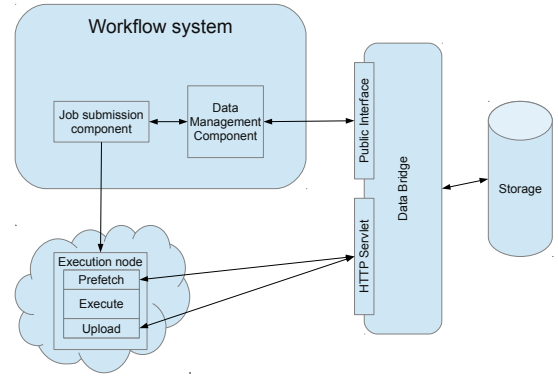 Workflow system
Job submission
component
Data
Management
Component
Public Interface
HTTP Servlet
Data Bridge
Storage
Execution node
Prefetch
Execute
Upload